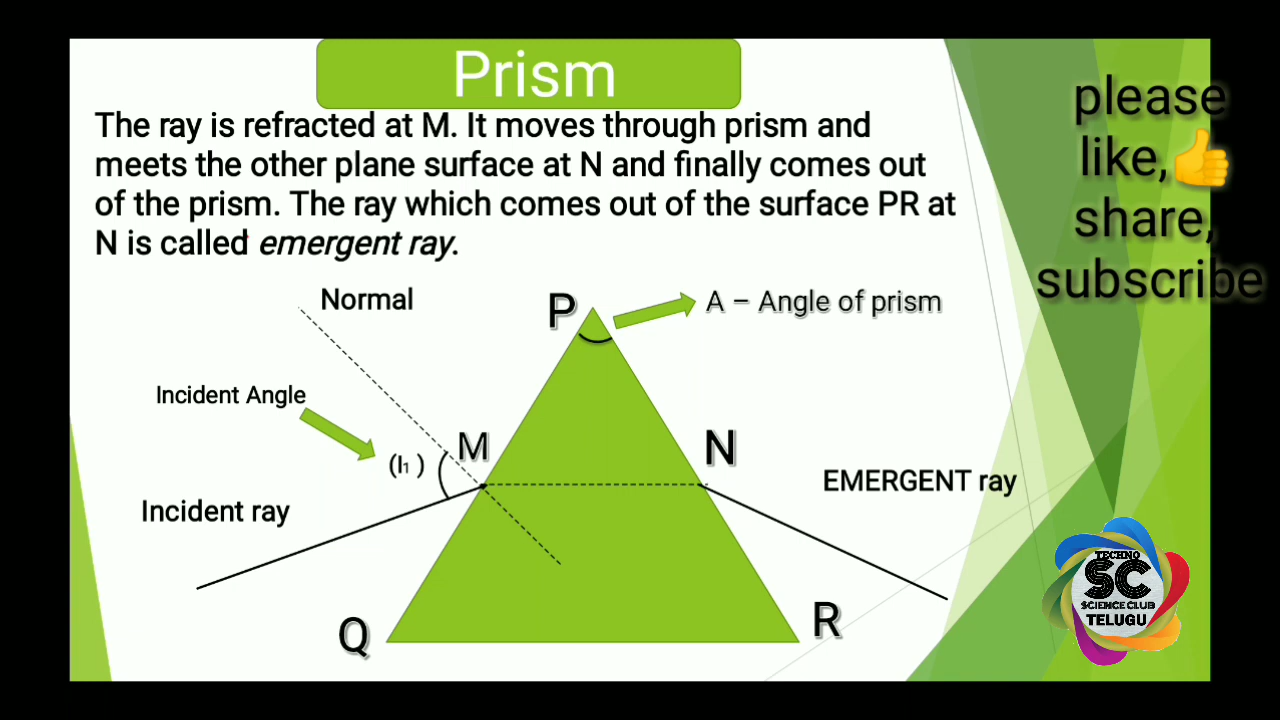 Prism
The ray is refracted at M. It moves through prism and
meets the other plane surface at N and finally comes out
of the prism. The ray which comes out of the surface PR at
N is called emergent ray.
please
like,👍
share,
subscribe
Normal
P
A – Angle of prism
Incident Angle
M
N
(I₁ )
EMERGENT ray
Incident ray
Q
R
TECHNO
SC
SCIENCE CLUB
TELUGU